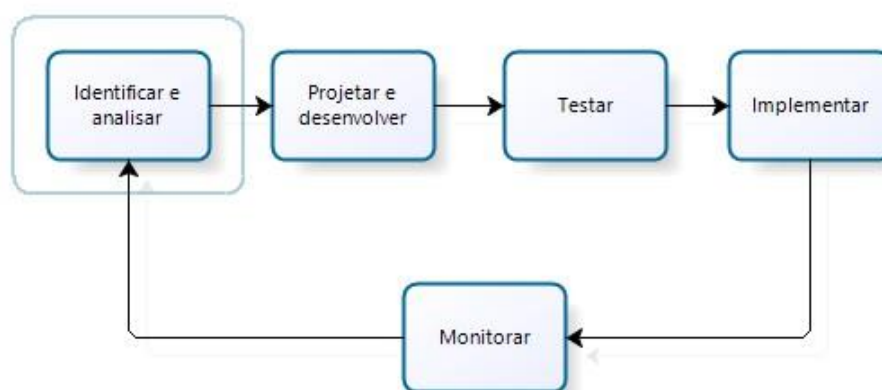 Identificar e
analisar
Projetar e
desenvolver
Testar
Implementar
Monitorar